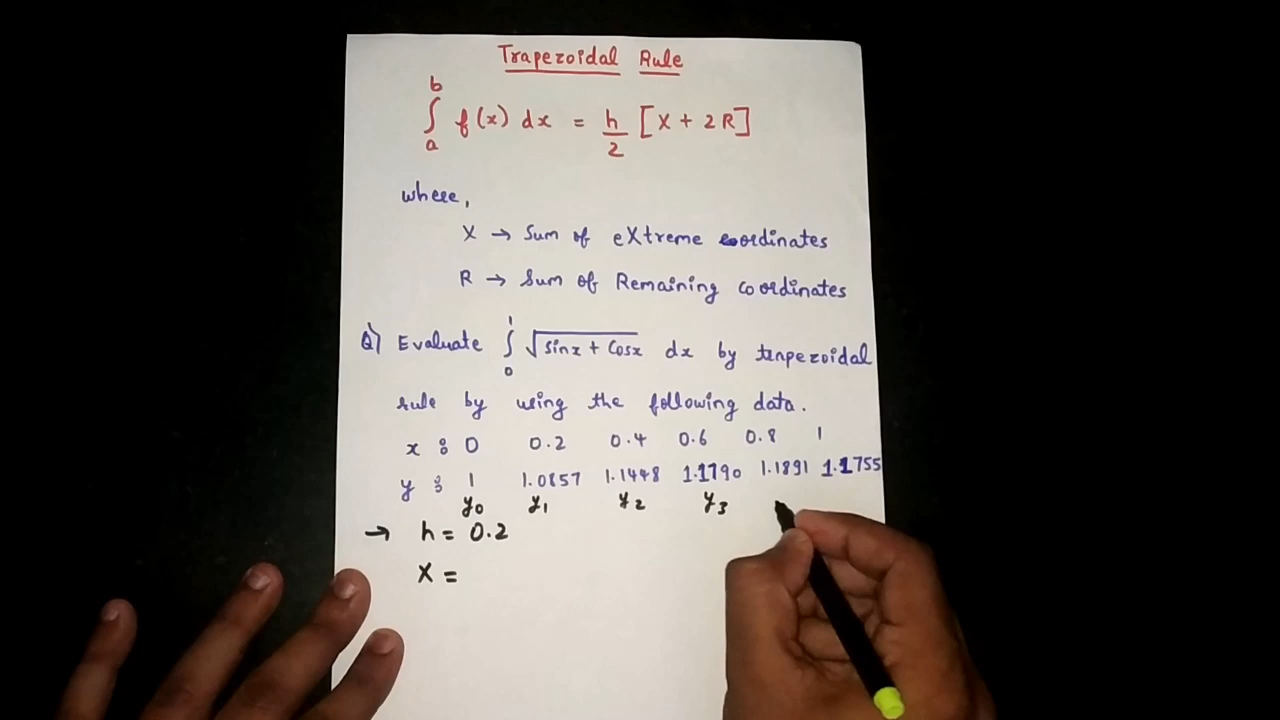 Trapezoidal Rule
b
∫ f(x) dx = h/2 [X + 2R]
a
where,
X → Sum of eXtreme coordinates
R → Sum of Remaining coordinates
Q) Evaluate ∫₀¹ √(sinx + Cosx) dx by trapezoidal
rule by using the following data.
x : 0 0.2 0.4 0.6 0.8 1
y : 1 1.0857 1.1448 1.1790 1.1891 1.1755
y₀ y₁ y₂ y₃
→ h = 0.2
X =